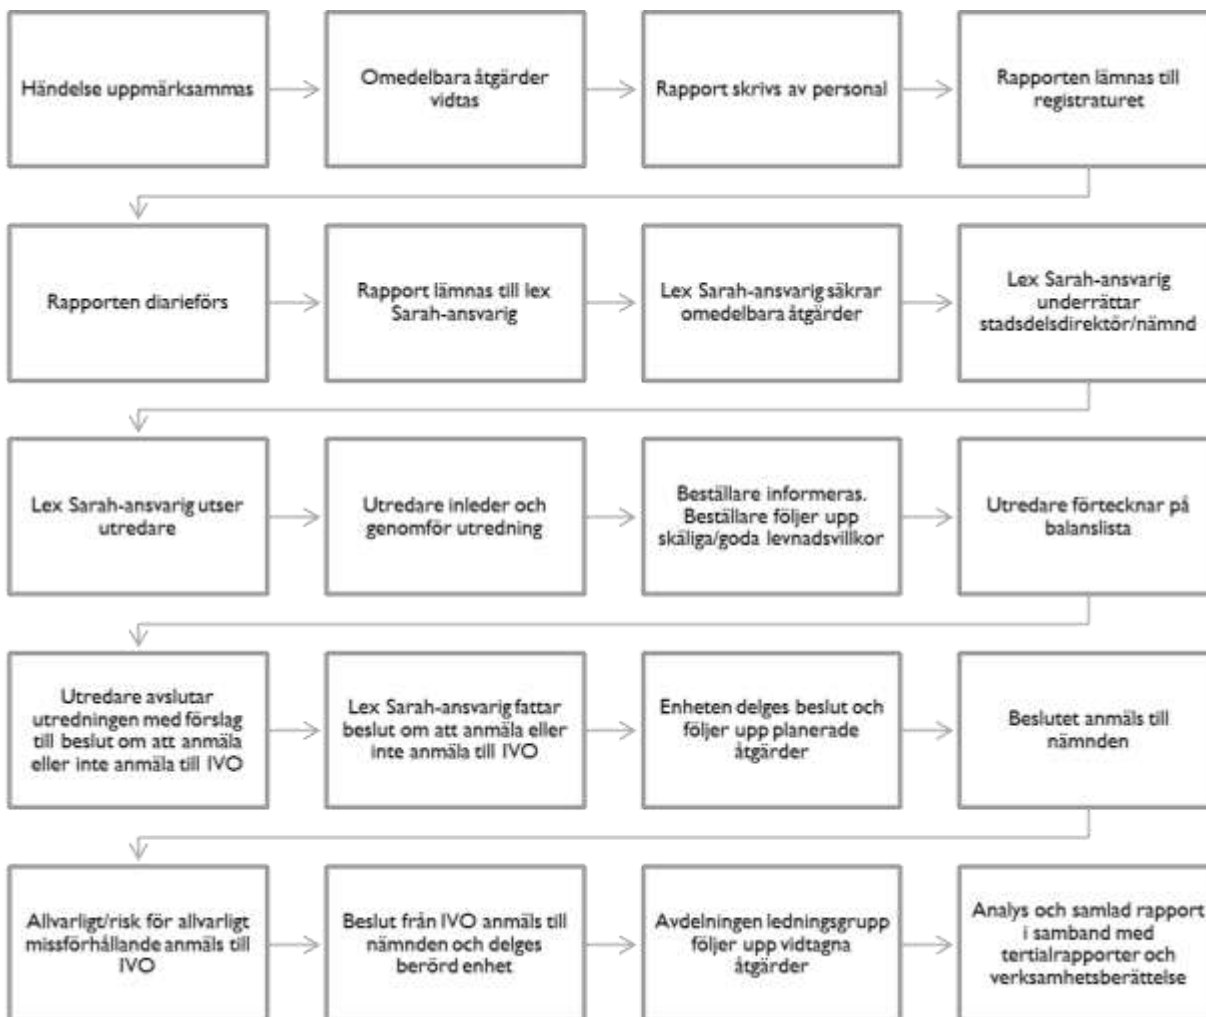 Händelse uppmärksammas
Omedelbara åtgärder
vidtas
Rapport skrivs av personal
Rapporten lämnas till
registraturet
Rapporten diarieförs
Rapport lämnas till lex
Sarah-ansvarig
Lex Sarah-ansvarig säkrar
omedelbara åtgärder
Lex Sarah-ansvarig
underrättar
stadsdelsdirektör/nämnd
Lex Sarah-ansvarig utser
utredare
Utredare inleder och
genomför utredning
Beställare informeras.
Beställare följer upp
skäliga/goda levnadsvillkor
Utredare förtecknar på
balanslista
Utredare avslutar
utredningen med förslag
till beslut om att anmäla
eller inte anmäla till IVO
Lex Sarah-ansvarig fattar
beslut om att anmäla eller
inte anmäla till IVO
Enheten delges beslut och
följer upp planerade
åtgärder
Beslutet anmäls till
nämnden
Allvarligt/risk för allvarligt
missförhållande anmäls till
IVO
Beslut från IVO anmäls till
nämnden och delges
berörd enhet
Avdelningen ledningsgrupp
följer upp vidtagna
åtgärder
Analys och samlad rapport
i samband med
tertialrapporter och
verksamhetsberättelse